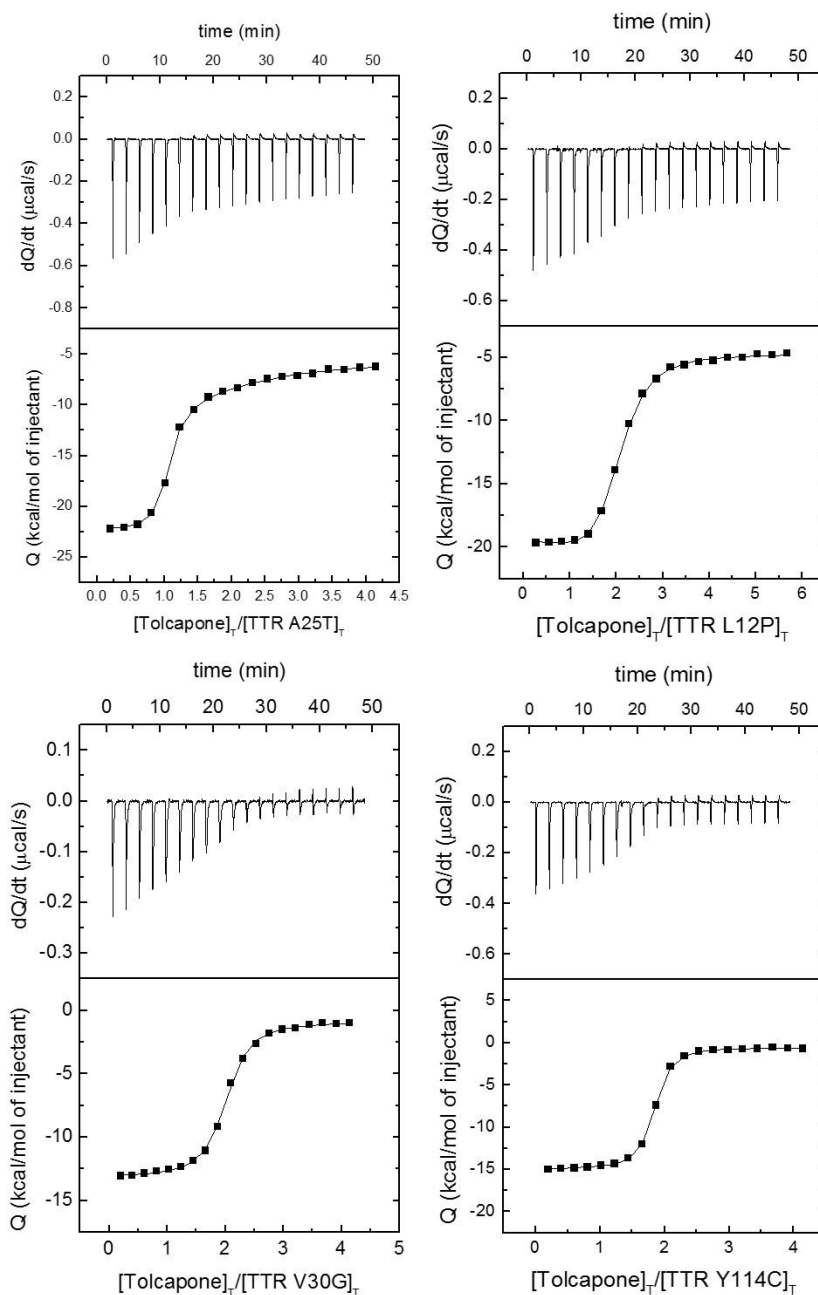 time (min)
0 10 20 30 40 50
0.2
0.0
-0.2
-0.4
-0.6
-0.8
dQ/dt (μcal/s)
-5
-10
-15
-20
-25
Q (kcal/mol of injectant)
0.0 0.5 1.0 1.5 2.0 2.5 3.0 3.5 4.0 4.5
[Tolcapone]T/[TTR A25T]T
time (min)
0 10 20 30 40 50
0.2
0.0
-0.2
-0.4
-0.6
dQ/dt (μcal/s)
-5
-10
-15
-20
Q (kcal/mol of injectant)
0 1 2 3 4 5 6
[Tolcapone]T/[TTR L12P]T
time (min)
0 10 20 30 40 50
0.1
0.0
-0.1
-0.2
-0.3
dQ/dt (μcal/s)
0
-5
-10
-15
Q (kcal/mol of injectant)
0 1 2 3 4 5
[Tolcapone]T/[TTR V30G]T
time (min)
0 10 20 30 40 50
0.2
0.0
-0.2
-0.4
-0.6
dQ/dt (μcal/s)
5
0
-5
-10
-15
-20
Q (kcal/mol of injectant)
0 1 2 3 4
[Tolcapone]T/[TTR Y114C]T